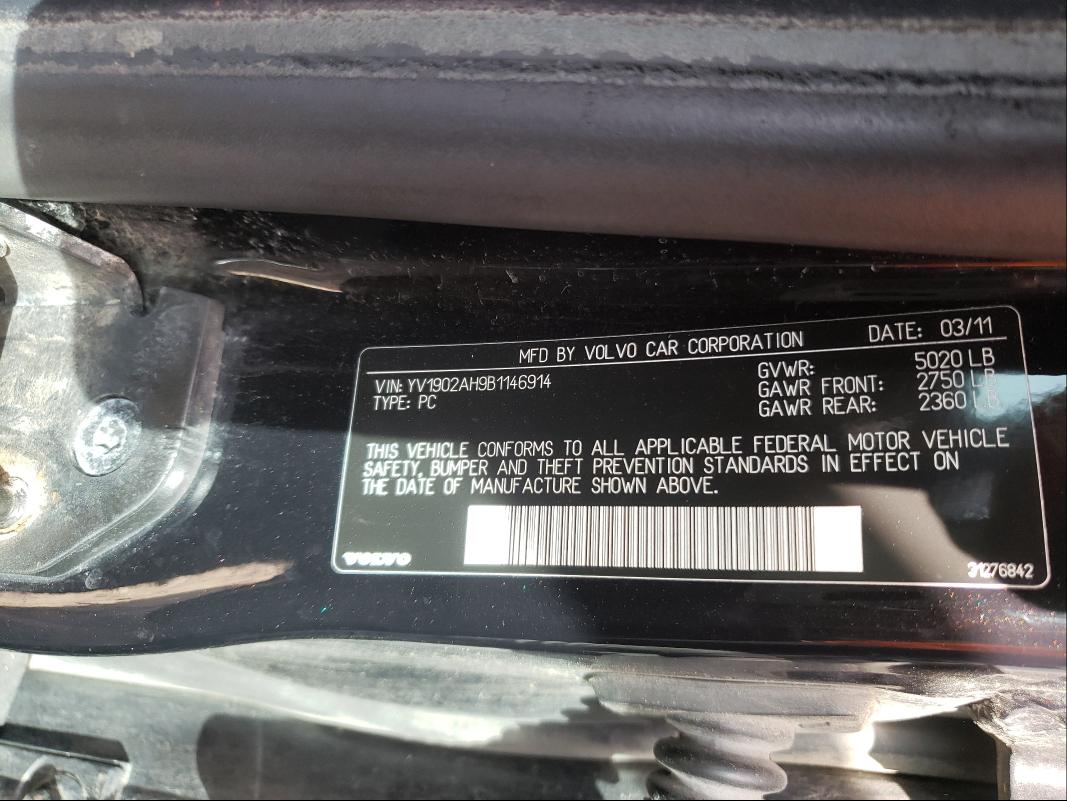 MFD BY VOLVO CAR CORPORATION DATE: 03/11
VIN: YV1902AH9B1146914
TYPE: PC
GVWR: 5020 LB
GAWR FRONT: 2750 LB
GAWR REAR: 2360 LB
THIS VEHICLE CONFORMS TO ALL APPLICABLE FEDERAL MOTOR VEHICLE
SAFETY, BUMPER AND THEFT PREVENTION STANDARDS IN EFFECT ON
THE DATE OF MANUFACTURE SHOWN ABOVE.
VOLVO
31276842